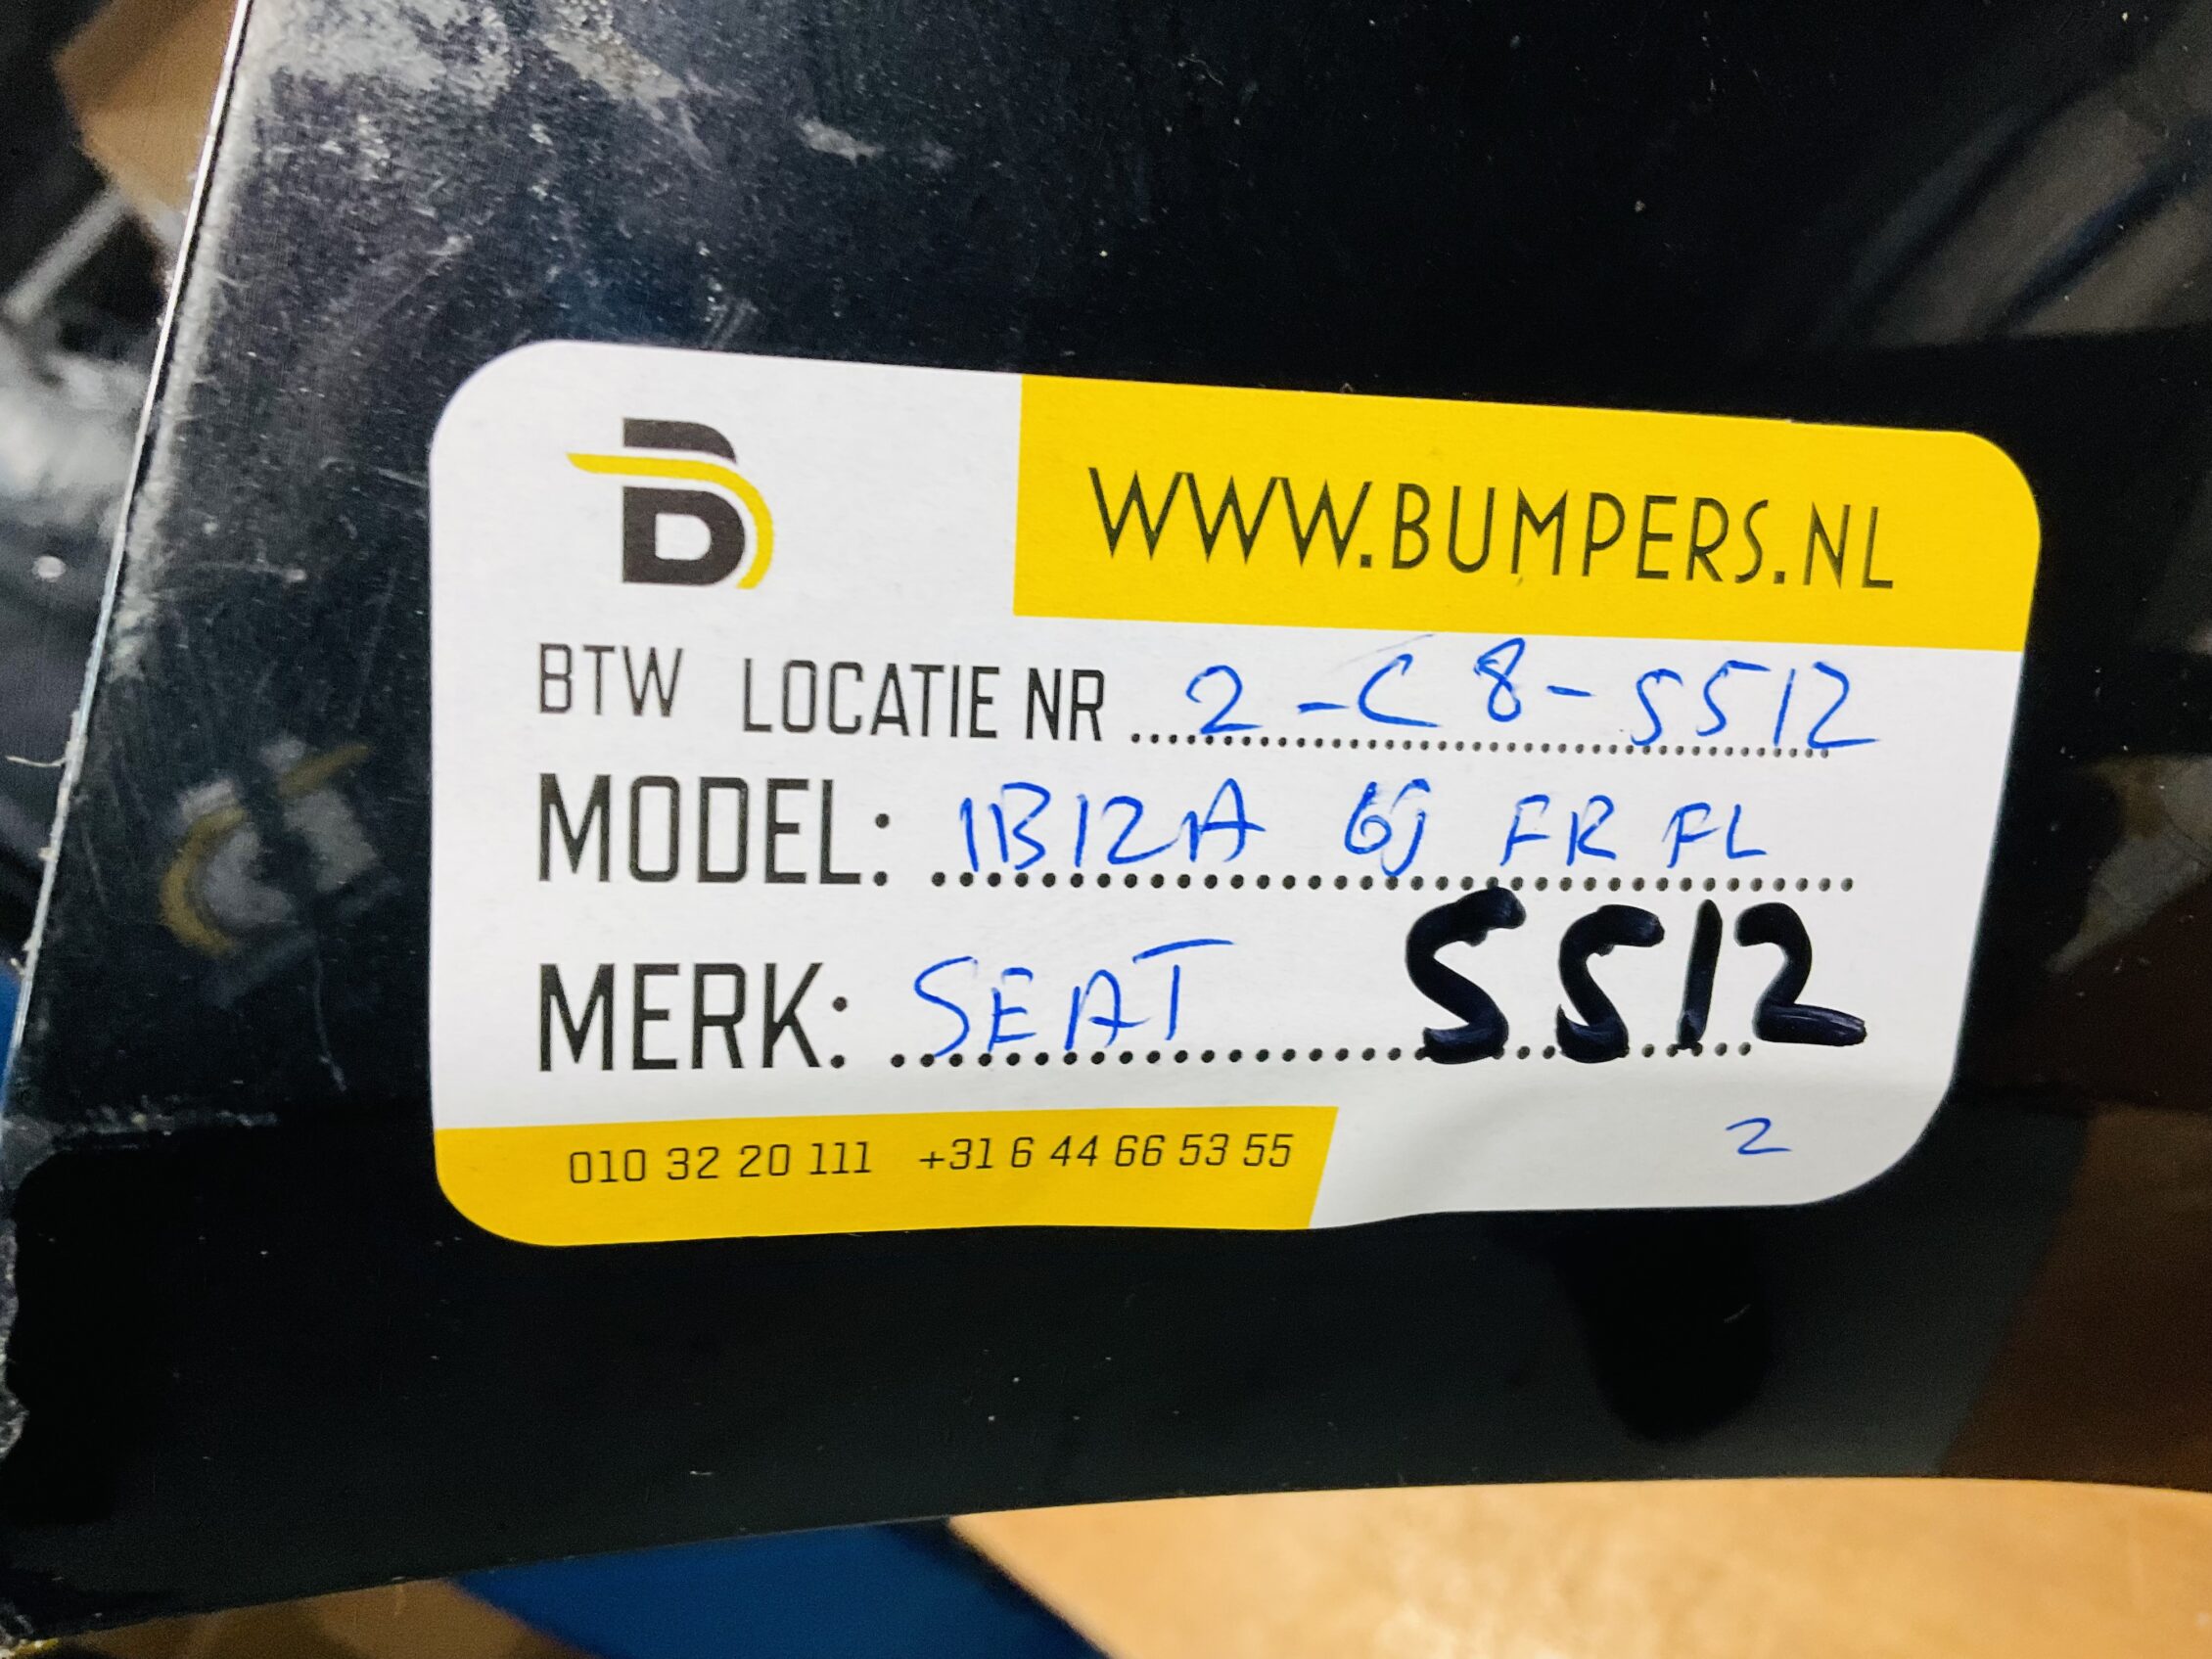 B
WWW.BUMPERS.NL
BTW LOCATIE NR 2-C8-5512
MODEL: IBIZA 6J FR FL
MERK: SEAT 5512
010 32 20 111 +31 6 44 66 53 55
2